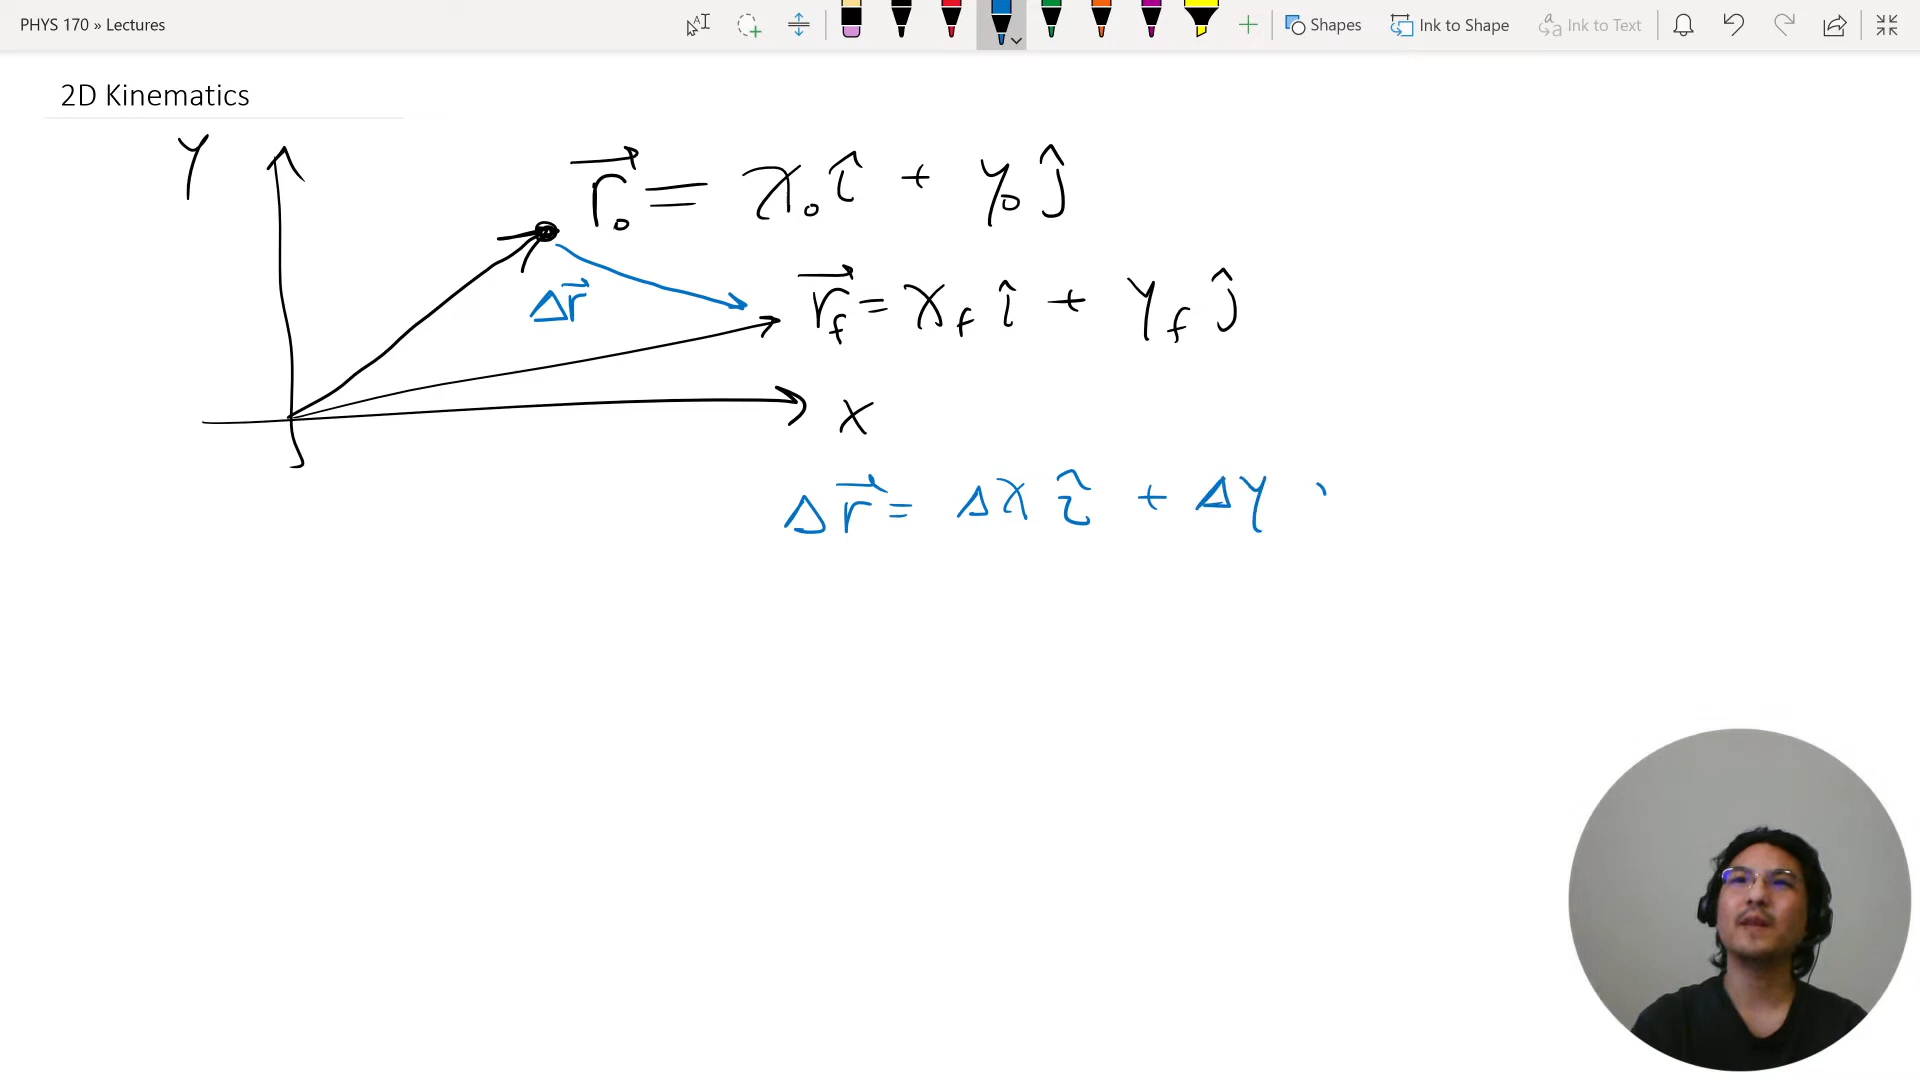 PHYS 170 » Lectures
Shapes
Ink to Shape
Ink to Text
2D Kinematics
Y
r⃗₀ = x₀ î + y₀ ĵ
Δr⃗
r⃗f = xf î + yf ĵ
x
Δr⃗ = Δx î + Δy